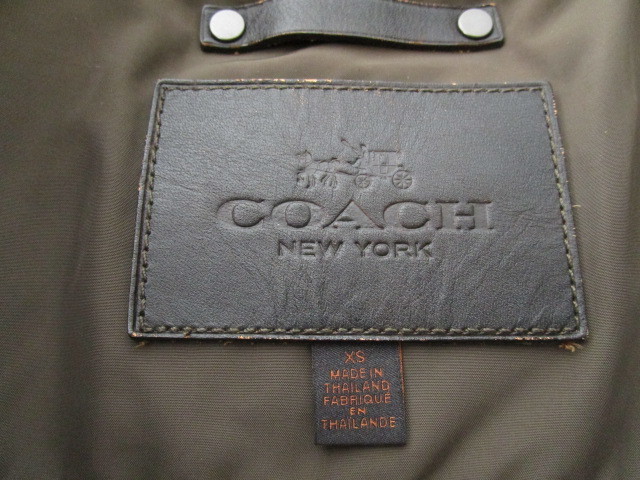 COACH
NEW YORK
XS
MADE IN
THAILAND
FABRIQUÉ
EN
THAÏLANDE